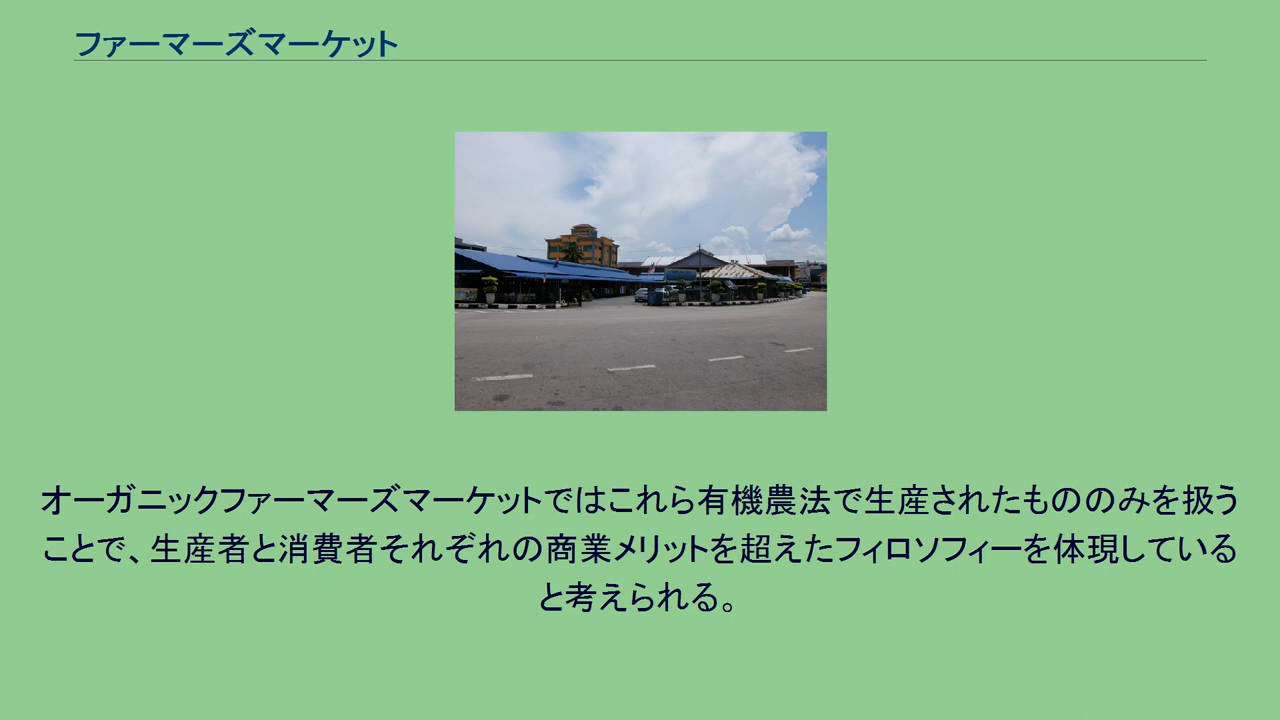 ファーマーズマーケット
オーガニックファーマーズマーケットではこれら有機農法で生産されたもののみを扱う
ことで、生産者と消費者それぞれの商業メリットを超えたフィロソフィーを体現している
と考えられる。